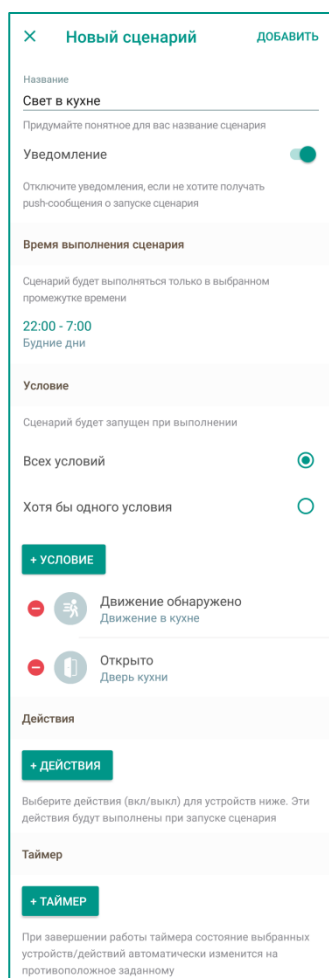 Новый сценарий ДОБАВИТЬ
Название
Свет в кухне
Придумайте понятное для вас название сценария
Уведомление
Отключите уведомления, если не хотите получать
push-сообщения о запуске сценария
Время выполнения сценария
Сценарий будет выполняться только в выбранном
промежутке времени
22:00 - 7:00
Будние дни
Условие
Сценарий будет запущен при выполнении
Всех условий
Хотя бы одного условия
+ УСЛОВИЕ
Движение обнаружено
Движение в кухне
Открыто
Дверь кухни
Действия
+ ДЕЙСТВИЯ
Выберите действия (вкл/выкл) для устройств ниже. Эти
действия будут выполнены при запуске сценария
Таймер
+ ТАЙМЕР
При завершении работы таймера состояние выбранных
устройств/действий автоматически изменится на
противоположное заданному